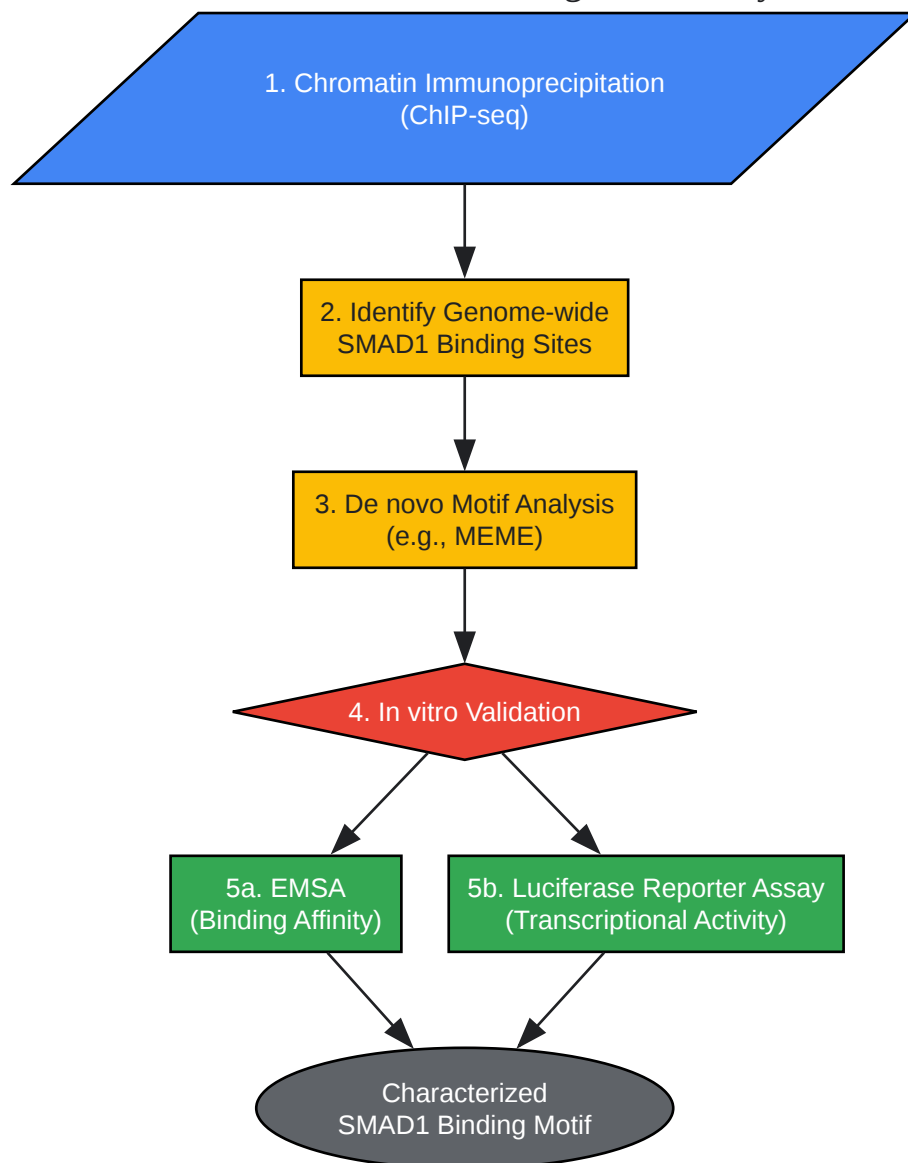 1. Chromatin Immunoprecipitation
(ChIP-seq)
2. Identify Genome-wide
SMAD1 Binding Sites
3. De novo Motif Analysis
(e.g., MEME)
4. In vitro Validation
5a. EMSA
(Binding Affinity)
5b. Luciferase Reporter Assay
(Transcriptional Activity)
Characterized
SMAD1 Binding Motif